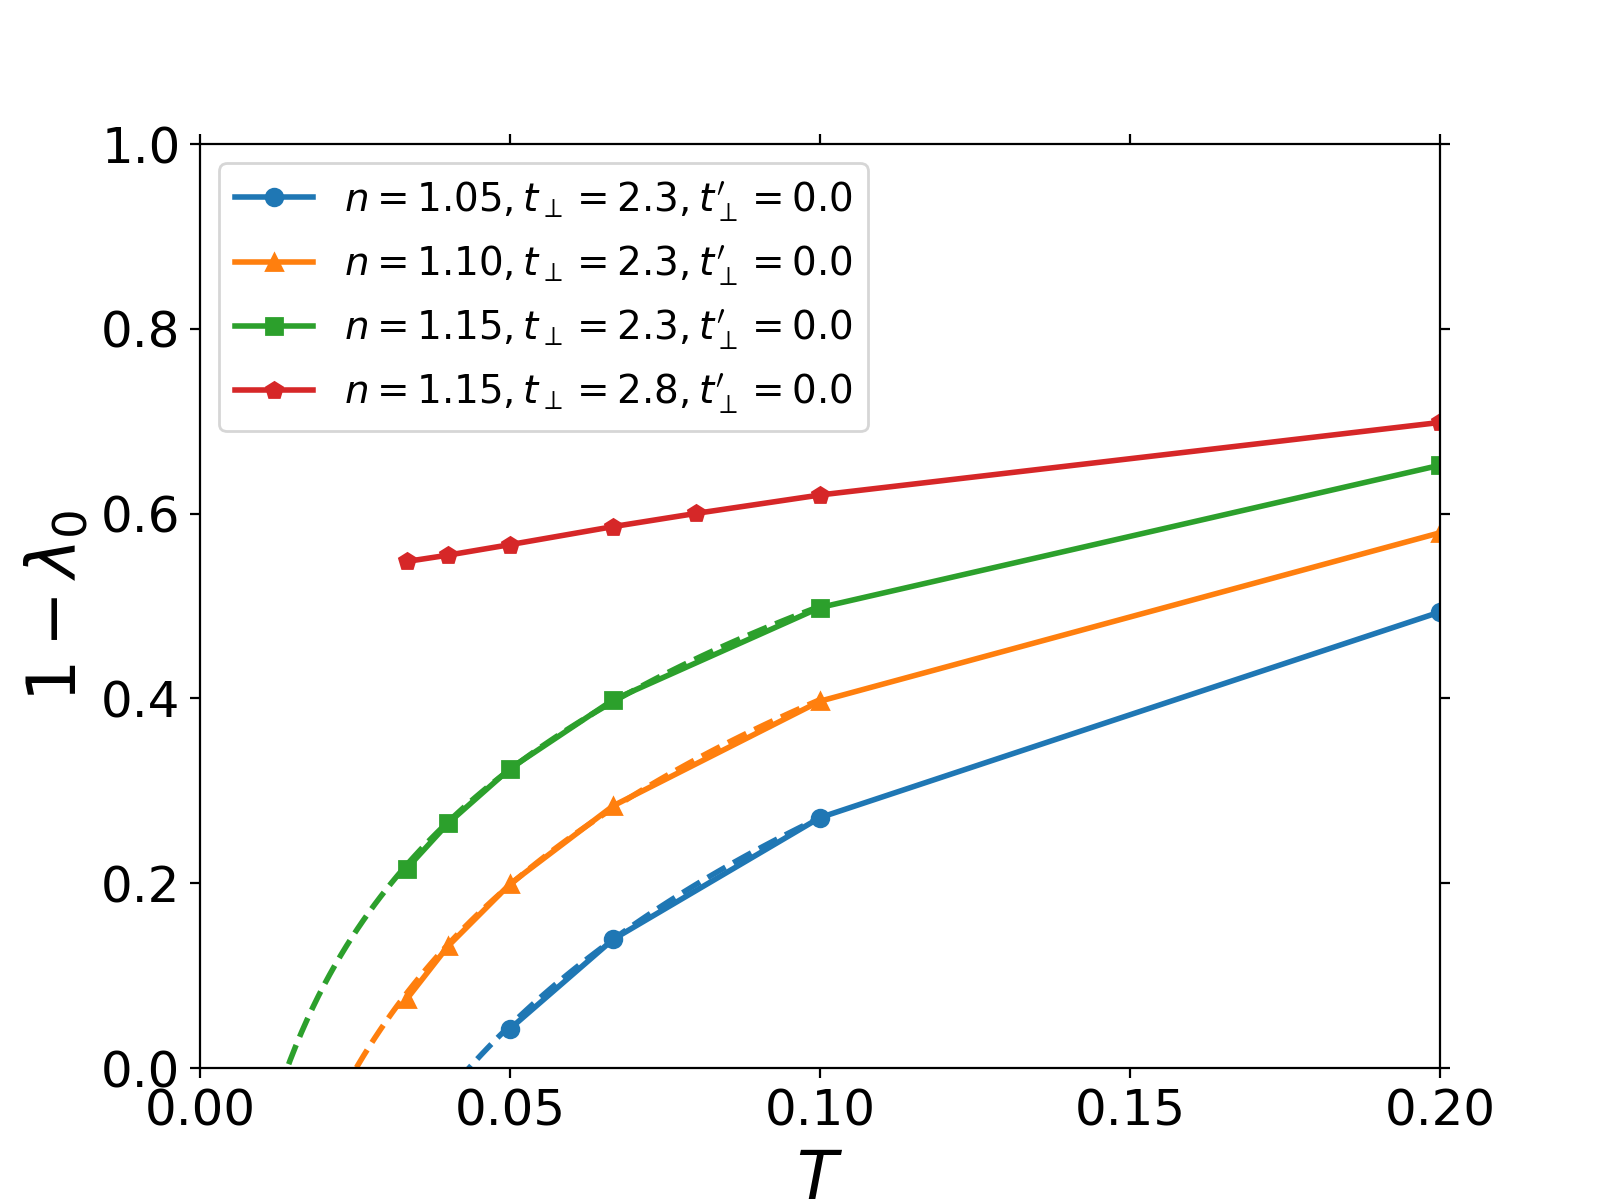 1.0
0.8
0.6
0.4
0.2
0.0
1 − λ₀
n = 1.05, t⊥ = 2.3, t′⊥ = 0.0
n = 1.10, t⊥ = 2.3, t′⊥ = 0.0
n = 1.15, t⊥ = 2.3, t′⊥ = 0.0
n = 1.15, t⊥ = 2.8, t′⊥ = 0.0
0.00 0.05 0.10 0.15 0.20
T